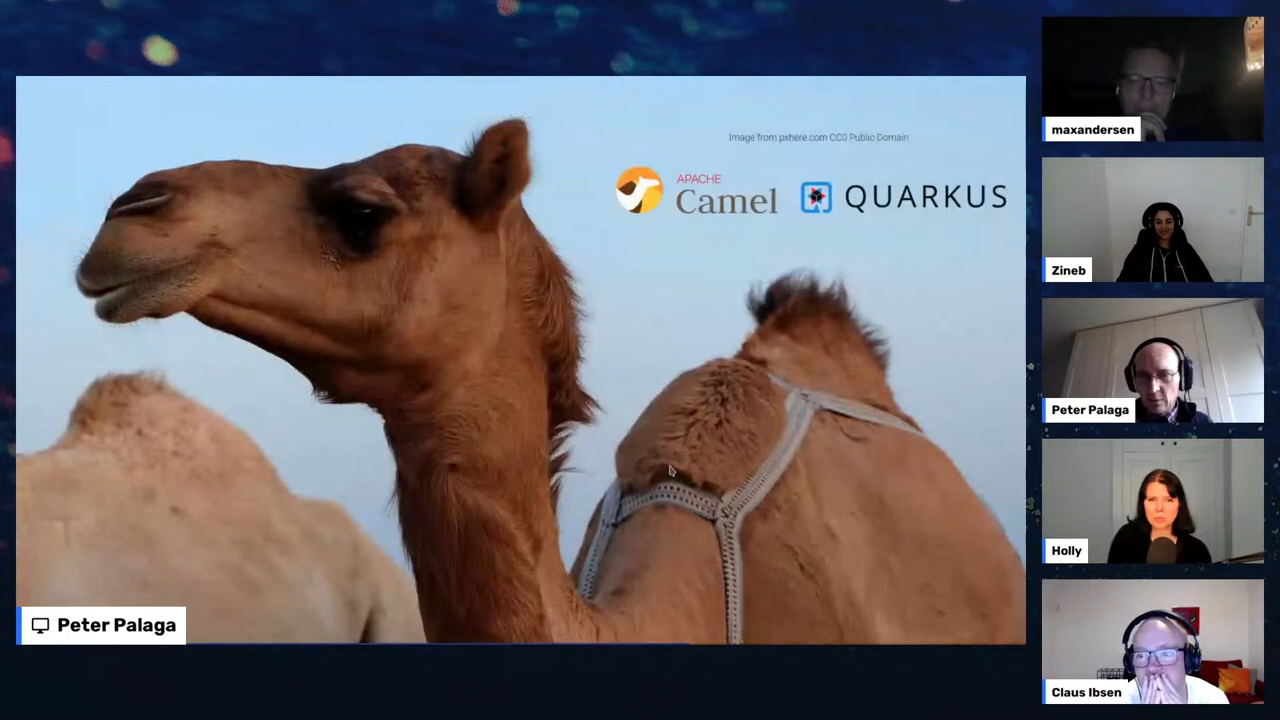 Image from pxhere.com CC0 Public Domain
APACHE
Camel
QUARKUS
Peter Palaga
maxandersen
Zineb
Peter Palaga
Holly
Claus Ibsen